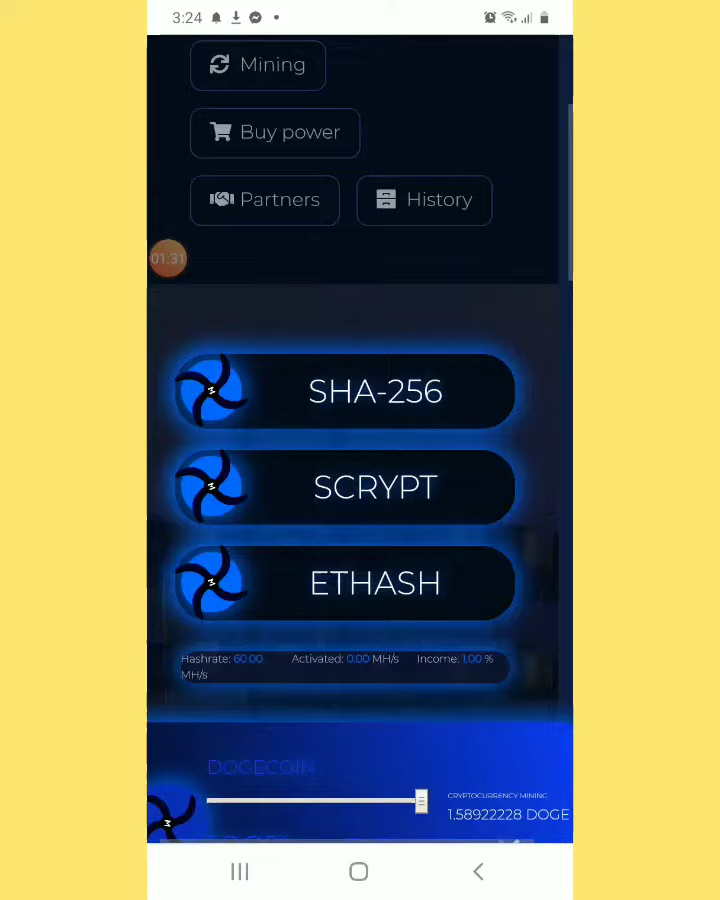 3:24
Mining
Buy power
Partners
History
01:31
SHA-256
SCRYPT
ETHASH
Hashrate: 60.00 MH/s
Activated: 0.00 MH/s
Income: 1.00 %
DOGECOIN
CRYPTOCURRENCY MINING
1.58922228 DOGE